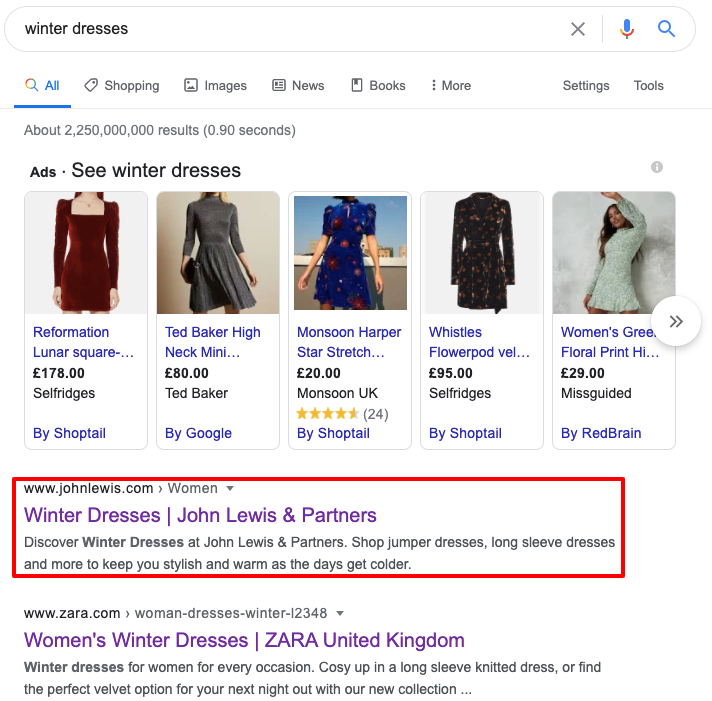 winter dresses
All Shopping Images News Books More Settings Tools
About 2,250,000,000 results (0.90 seconds)
Ads · See winter dresses
Reformation
Lunar square-...
£178.00
Selfridges
By Shoptail
Ted Baker High
Neck Mini...
£80.00
Ted Baker
By Google
Monsoon Harper
Star Stretch...
£20.00
Monsoon UK
(24)
By Shoptail
Whistles
Flowerpod vel...
£95.00
Selfridges
By Shoptail
Women's Gree
Floral Print Hi...
£29.00
Missguided
By RedBrain
www.johnlewis.com › Women
Winter Dresses | John Lewis & Partners
Discover Winter Dresses at John Lewis & Partners. Shop jumper dresses, long sleeve dresses
and more to keep you stylish and warm as the days get colder.
www.zara.com › woman-dresses-winter-l2348
Women's Winter Dresses | ZARA United Kingdom
Winter dresses for women for every occasion. Cosy up in a long sleeve knitted dress, or find
the perfect velvet option for your next night out with our new collection ...